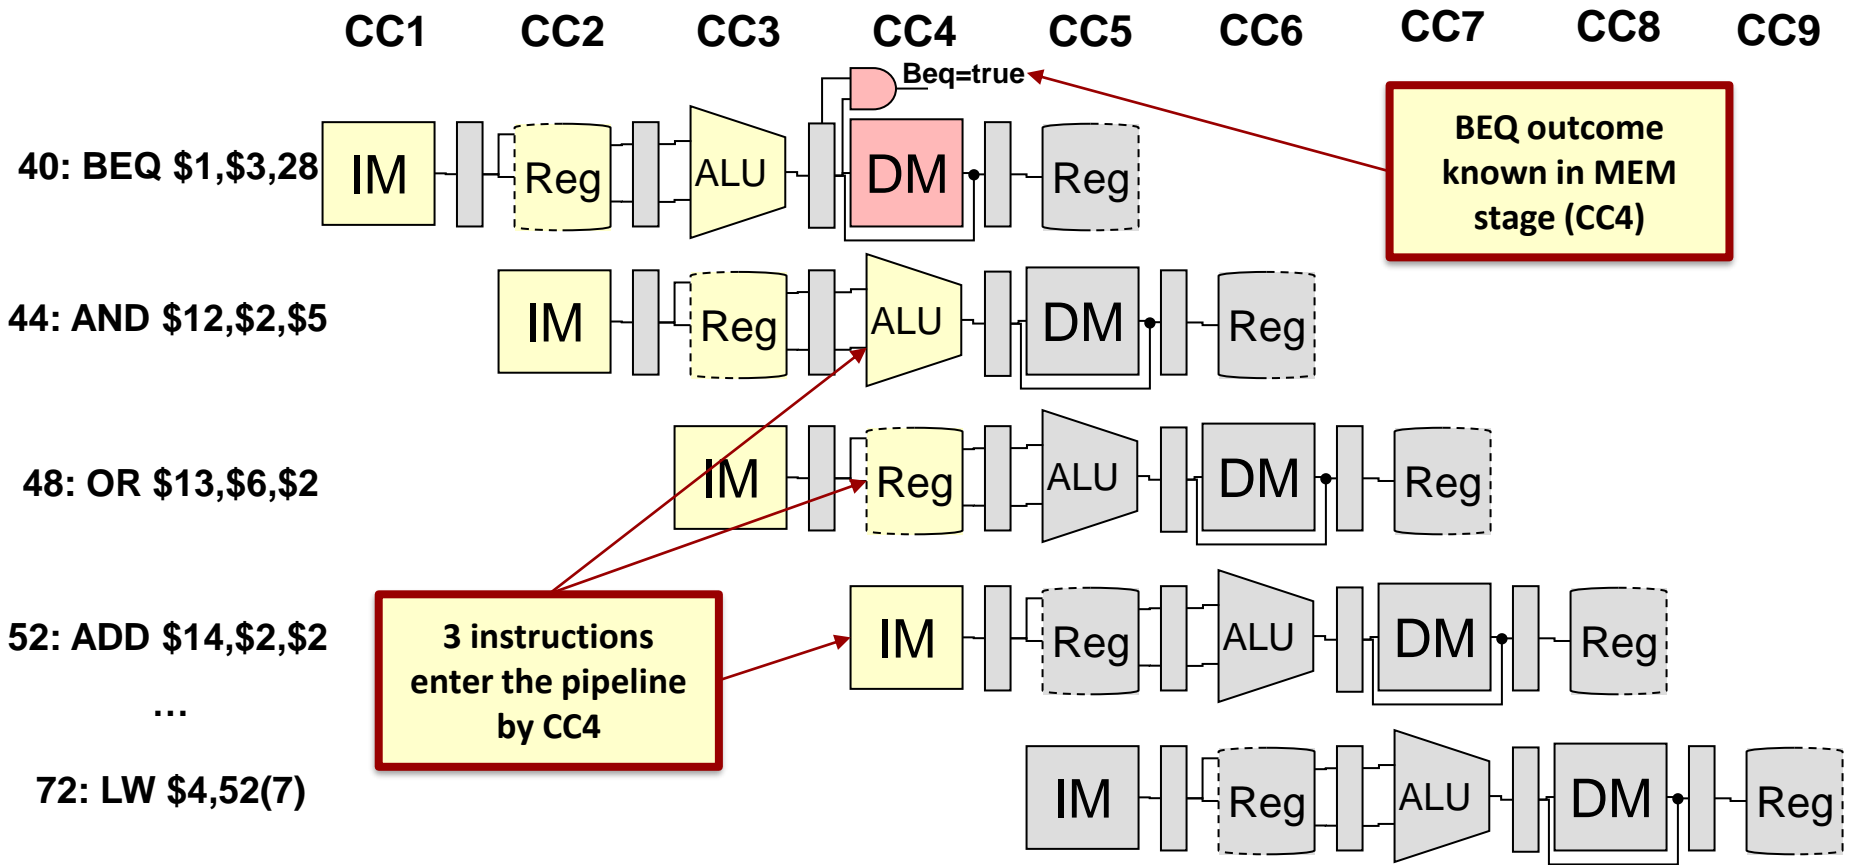 CC1 CC2 CC3 CC4 CC5 CC6 CC7 CC8 CC9
Beq=true
BEQ outcome
known in MEM
stage (CC4)
40: BEQ $1,$3,28 IM Reg ALU DM Reg
44: AND $12,$2,$5 IM Reg ALU DM Reg
48: OR $13,$6,$2 IM Reg ALU DM Reg
52: ADD $14,$2,$2 IM Reg ALU DM Reg
3 instructions
enter the pipeline
by CC4
…
72: LW $4,52(7) IM Reg ALU DM Reg